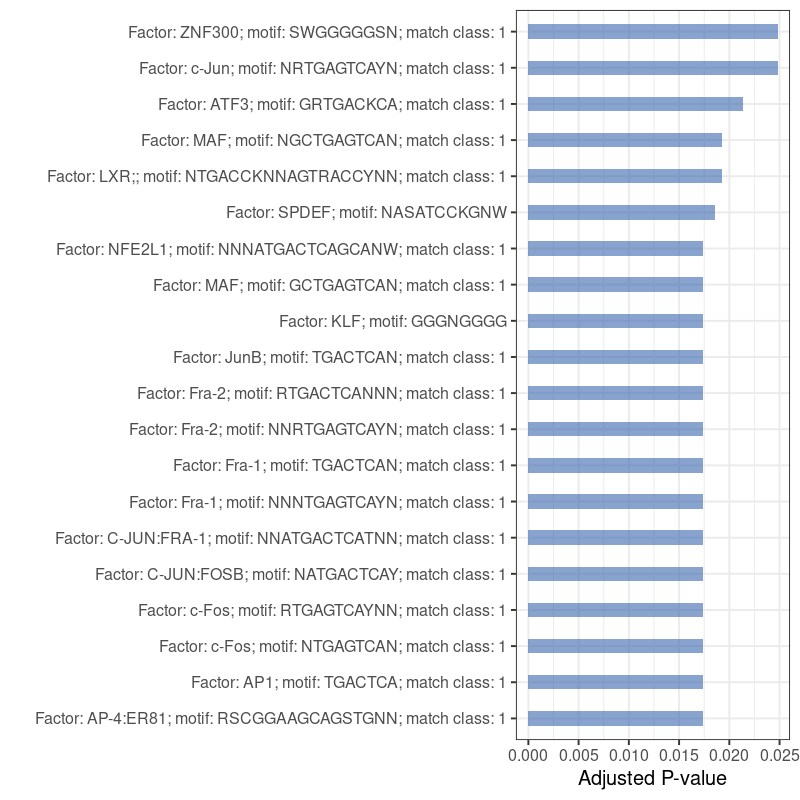 Factor: ZNF300; motif: SWGGGGGSN; match class: 1
Factor: c-Jun; motif: NRTGAGTCAYN; match class: 1
Factor: ATF3; motif: GRTGACKCA; match class: 1
Factor: MAF; motif: NGCTGAGTCAN; match class: 1
Factor: LXR;; motif: NTGACCKNNAGTRACCYNN; match class: 1
Factor: SPDEF; motif: NASATCCKGNW
Factor: NFE2L1; motif: NNNATGACTCAGCANW; match class: 1
Factor: MAF; motif: GCTGAGTCAN; match class: 1
Factor: KLF; motif: GGGNGGGG
Factor: JunB; motif: TGACTCAN; match class: 1
Factor: Fra-2; motif: RTGACTCANNN; match class: 1
Factor: Fra-2; motif: NNRTGAGTCAYN; match class: 1
Factor: Fra-1; motif: TGACTCAN; match class: 1
Factor: Fra-1; motif: NNNTGAGTCAYN; match class: 1
Factor: C-JUN:FRA-1; motif: NNATGACTCATNN; match class: 1
Factor: C-JUN:FOSB; motif: NATGACTCAY; match class: 1
Factor: c-Fos; motif: RTGAGTCAYNN; match class: 1
Factor: c-Fos; motif: NTGAGTCAN; match class: 1
Factor: AP1; motif: TGACTCA; match class: 1
Factor: AP-4:ER81; motif: RSCGGAAGCAGSTGNN; match class: 1
0.000 0.005 0.010 0.015 0.020 0.025
Adjusted P-value